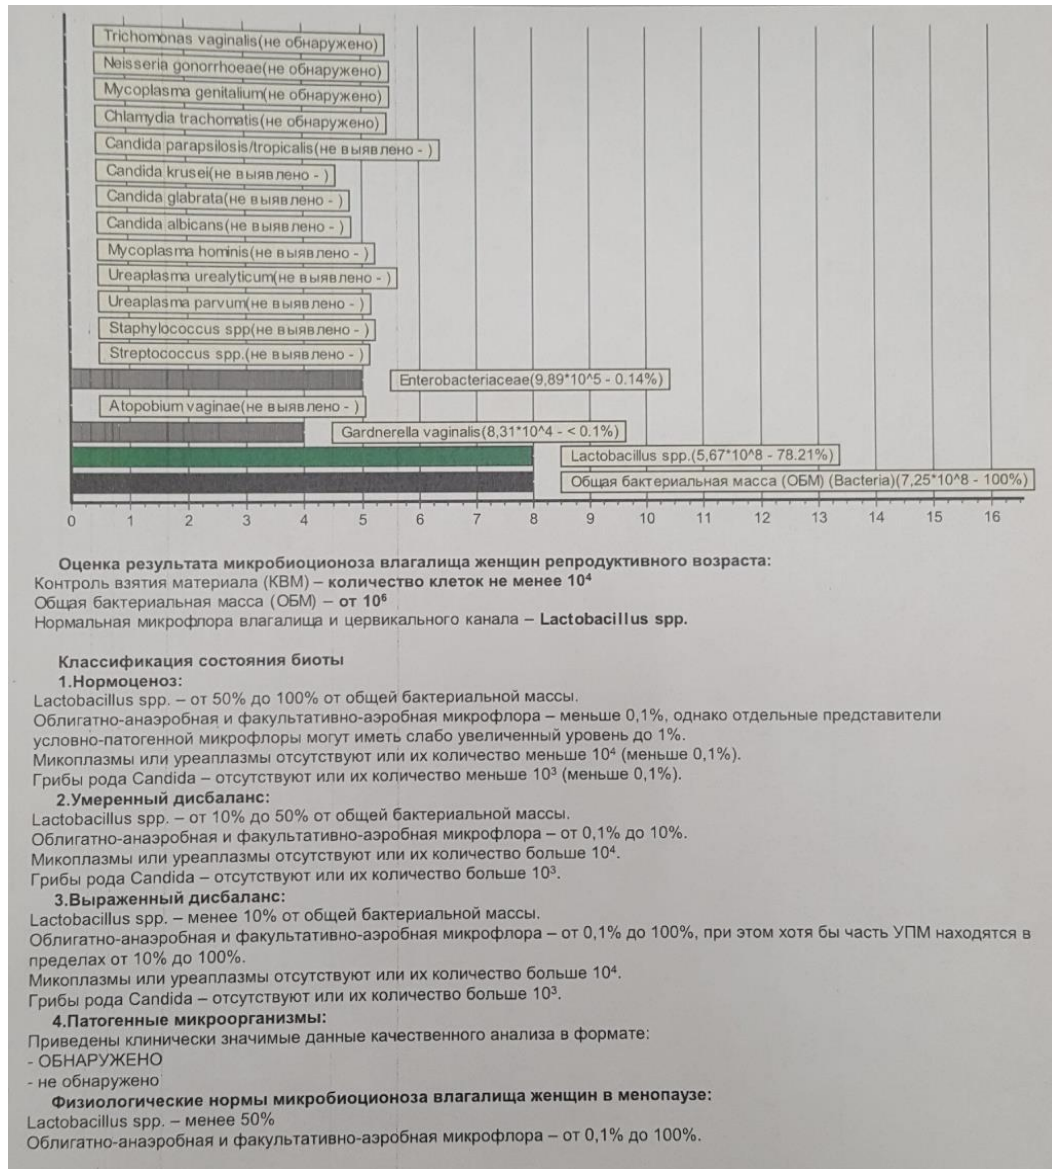 Trichomonas vaginalis(не обнаружено)
Neisseria gonorrhoeae(не обнаружено)
Mycoplasma genitalium(не обнаружено)
Chlamydia trachomatis(не обнаружено)
Candida parapsilosis/tropicalis(не выявлено - )
Candida krusei(не выявлено - )
Candida glabrata(не выявлено - )
Candida albicans(не выявлено - )
Mycoplasma hominis(не выявлено - )
Ureaplasma urealyticum(не выявлено - )
Ureaplasma parvum(не выявлено - )
Staphylococcus spp(не выявлено - )
Streptococcus spp.(не выявлено - )
Enterobacteriaceae(9,89*10^5 - 0.14%)
Atopobium vaginae(не выявлено - )
Gardnerella vaginalis(8,31*10^4 - < 0.1%)
Lactobacillus spp.(5,67*10^8 - 78.21%)
Общая бактериальная масса (ОБМ) (Bacteria)(7,25*10^8 - 100%)
0 1 2 3 4 5 6 7 8 9 10 11 12 13 14 15 16
Оценка результата микробиоционоза влагалища женщин репродуктивного возраста:
Контроль взятия материала (КВМ) – количество клеток не менее 10⁴
Общая бактериальная масса (ОБМ) – от 10⁶
Нормальная микрофлора влагалища и цервикального канала – Lactobacillus spp.
Классификация состояния биоты
1.Нормоценоз:
Lactobacillus spp. – от 50% до 100% от общей бактериальной массы.
Облигатно-анаэробная и факультативно-аэробная микрофлора – меньше 0,1%, однако отдельные представители
условно-патогенной микрофлоры могут иметь слабо увеличенный уровень до 1%.
Микоплазмы или уреаплазмы отсутствуют или их количество меньше 10⁴ (меньше 0,1%).
Грибы рода Candida – отсутствуют или их количество меньше 10³ (меньше 0,1%).
2.Умеренный дисбаланс:
Lactobacillus spp. – от 10% до 50% от общей бактериальной массы.
Облигатно-анаэробная и факультативно-аэробная микрофлора – от 0,1% до 10%.
Микоплазмы или уреаплазмы отсутствуют или их количество больше 10⁴.
Грибы рода Candida – отсутствуют или их количество больше 10³.
3.Выраженный дисбаланс:
Lactobacillus spp. – менее 10% от общей бактериальной массы.
Облигатно-анаэробная и факультативно-аэробная микрофлора – от 0,1% до 100%, при этом хотя бы часть УПМ находятся в
пределах от 10% до 100%.
Микоплазмы или уреаплазмы отсутствуют или их количество больше 10⁴.
Грибы рода Candida – отсутствуют или их количество больше 10³.
4.Патогенные микроорганизмы:
Приведены клинически значимые данные качественного анализа в формате:
- ОБНАРУЖЕНО
- не обнаружено
Физиологические нормы микробиоционоза влагалища женщин в менопаузе:
Lactobacillus spp. – менее 50%
Облигатно-анаэробная и факультативно-аэробная микрофлора – от 0,1% до 100%.